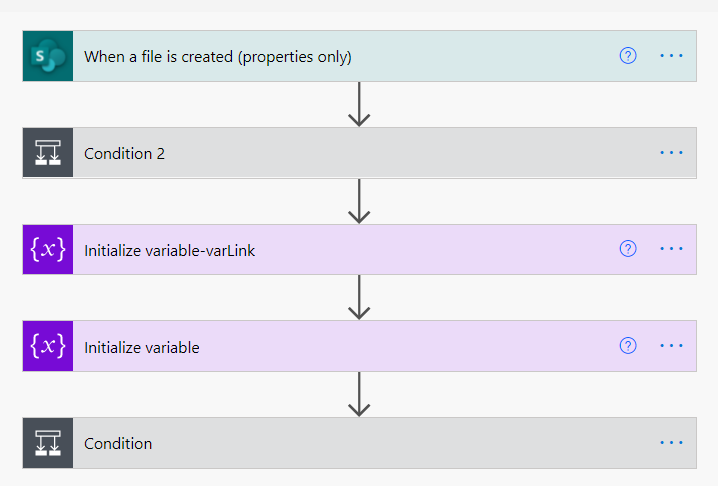 When a file is created (properties only)
Condition 2
Initialize variable-varLink
Initialize variable
Condition